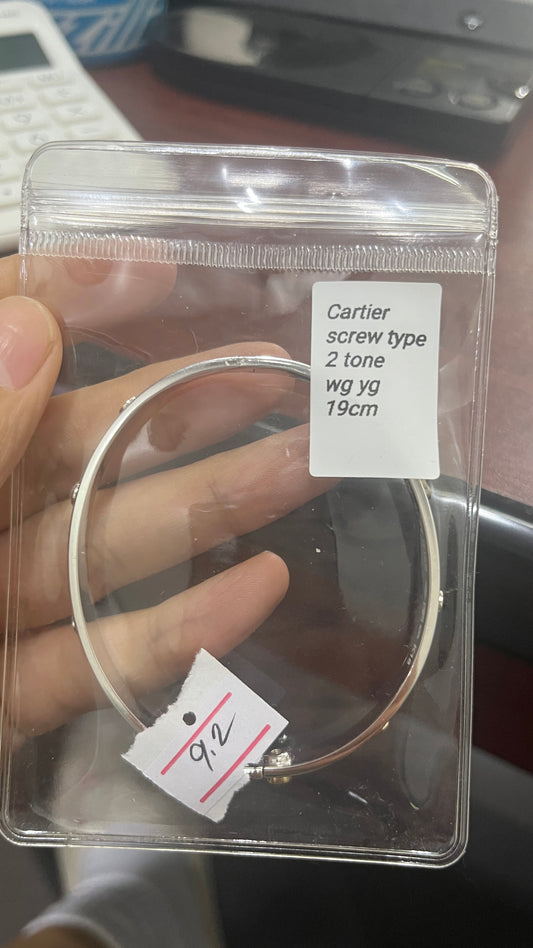 Cartier
screw type
2 tone
wg yg
19cm
9.2